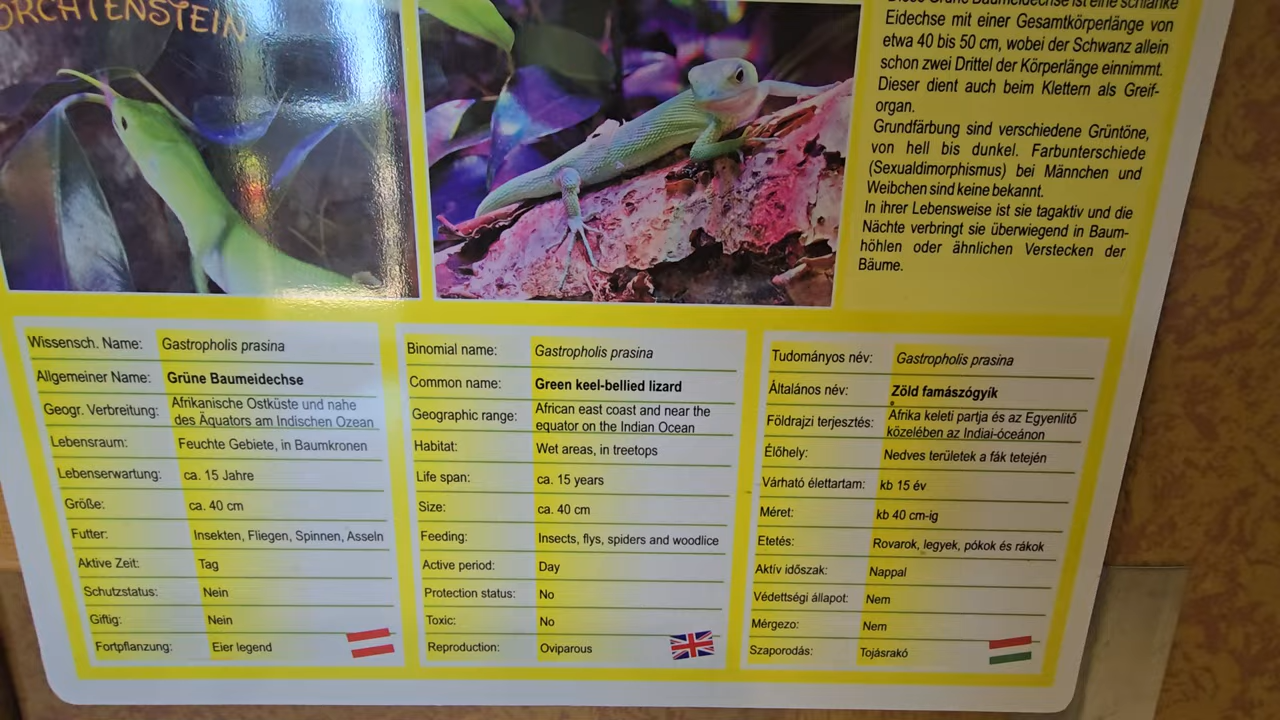 ORCHTENSTEIN
Diese Grüne Baumeidechse ist eine schlanke
Eidechse mit einer Gesamtkörperlänge von
etwa 40 bis 50 cm, wobei der Schwanz allein
schon zwei Drittel der Körperlänge einnimmt.
Dieser dient auch beim Klettern als Greif-
organ.
Grundfärbung sind verschiedene Grüntöne,
von hell bis dunkel. Farbunterschiede
(Sexualdimorphismus) bei Männchen und
Weibchen sind keine bekannt.
In ihrer Lebensweise ist sie tagaktiv und die
Nächte verbringt sie überwiegend in Baum-
höhlen oder ähnlichen Verstecken der
Bäume.
Wissensch. Name: Gastropholis prasina
Allgemeiner Name: Grüne Baumeidechse
Geogr. Verbreitung: Afrikanische Ostküste und nahe
des Äquators am Indischen Ozean
Lebensraum: Feuchte Gebiete, in Baumkronen
Lebenserwartung: ca. 15 Jahre
Größe: ca. 40 cm
Futter: Insekten, Fliegen, Spinnen, Asseln
Aktive Zeit: Tag
Schutzstatus: Nein
Giftig: Nein
Fortpflanzung: Eier legend
Binomial name: Gastropholis prasina
Common name: Green keel-bellied lizard
Geographic range: African east coast and near the
equator on the Indian Ocean
Habitat: Wet areas, in treetops
Life span: ca. 15 years
Size: ca. 40 cm
Feeding: Insects, flys, spiders and woodlice
Active period: Day
Protection status: No
Toxic: No
Reproduction: Oviparous
Tudományos név: Gastropholis prasina
Általános név: Zöld famászógyík
Földrajzi terjesztés: Afrika keleti partja és az Egyenlítő
közelében az Indiai-óceánon
Élőhely: Nedves területek a fák tetején
Várható élettartam: kb 15 év
Méret: kb 40 cm-ig
Etetés: Rovarok, legyek, pókok és rákok
Aktív időszak: Nappal
Védettségi állapot: Nem
Mérgezo: Nem
Szaporodás: Tojásrakó